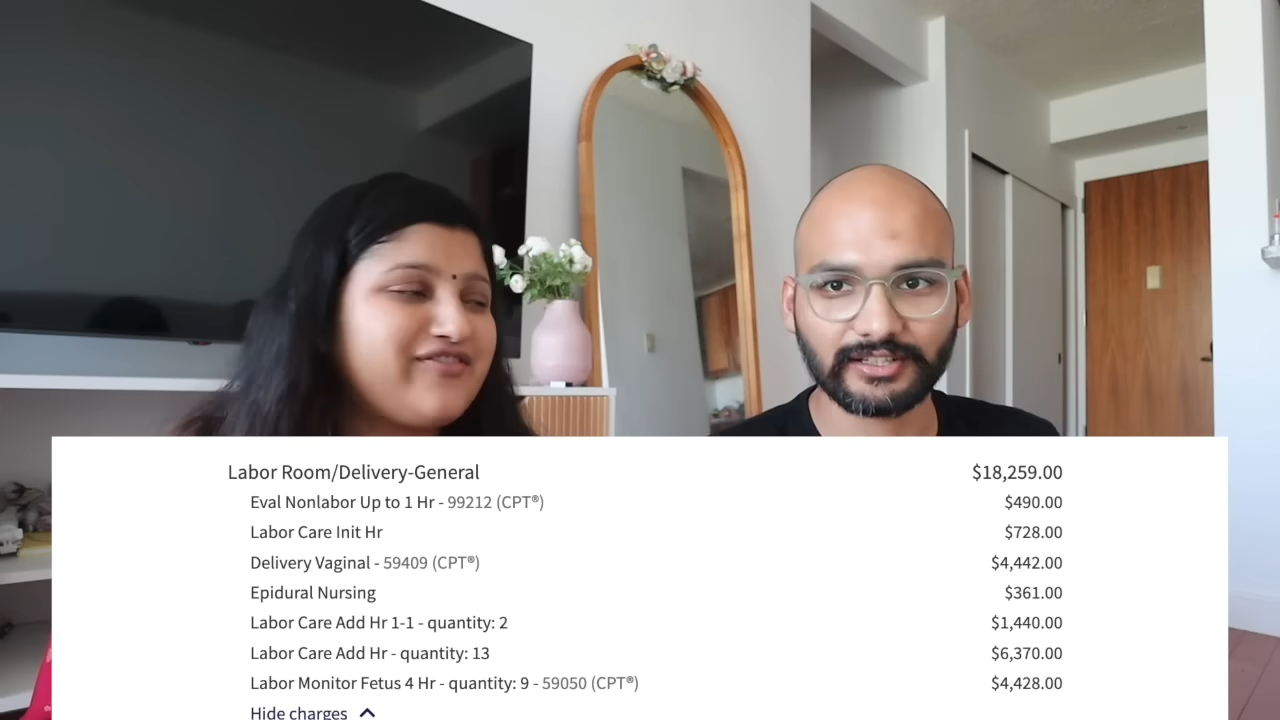 Labor Room/Delivery-General $18,259.00
Eval Nonlabor Up to 1 Hr - 99212 (CPT®) $490.00
Labor Care Init Hr $728.00
Delivery Vaginal - 59409 (CPT®) $4,442.00
Epidural Nursing $361.00
Labor Care Add Hr 1-1 - quantity: 2 $1,440.00
Labor Care Add Hr - quantity: 13 $6,370.00
Labor Monitor Fetus 4 Hr - quantity: 9 - 59050 (CPT®) $4,428.00
Hide charges